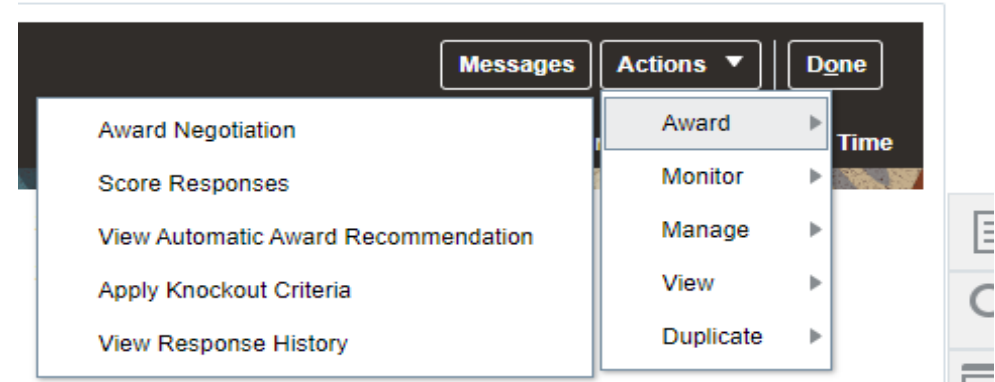 Messages
Actions
Done
Award Negotiation
Score Responses
View Automatic Award Recommendation
Apply Knockout Criteria
View Response History
Award
Monitor
Manage
View
Duplicate
Time